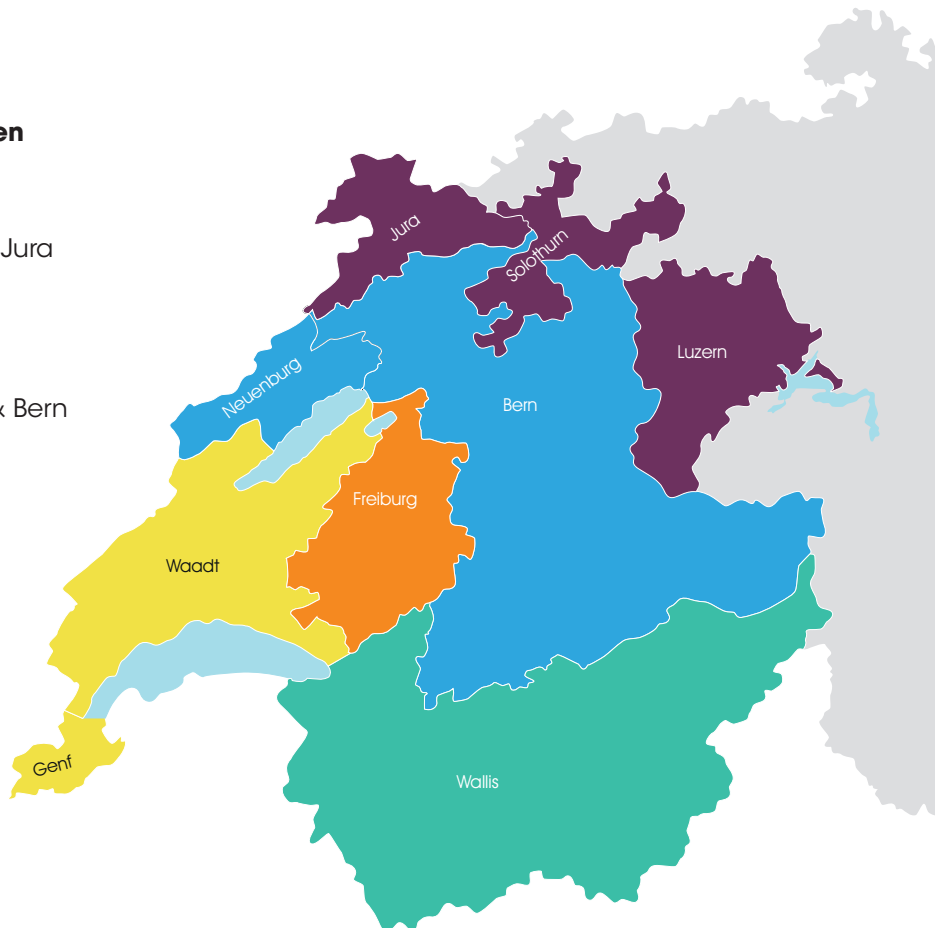 en
Jura
& Bern
Jura
Solothurn
Luzern
Neuenburg
Bern
Freiburg
Waadt
Genf
Wallis